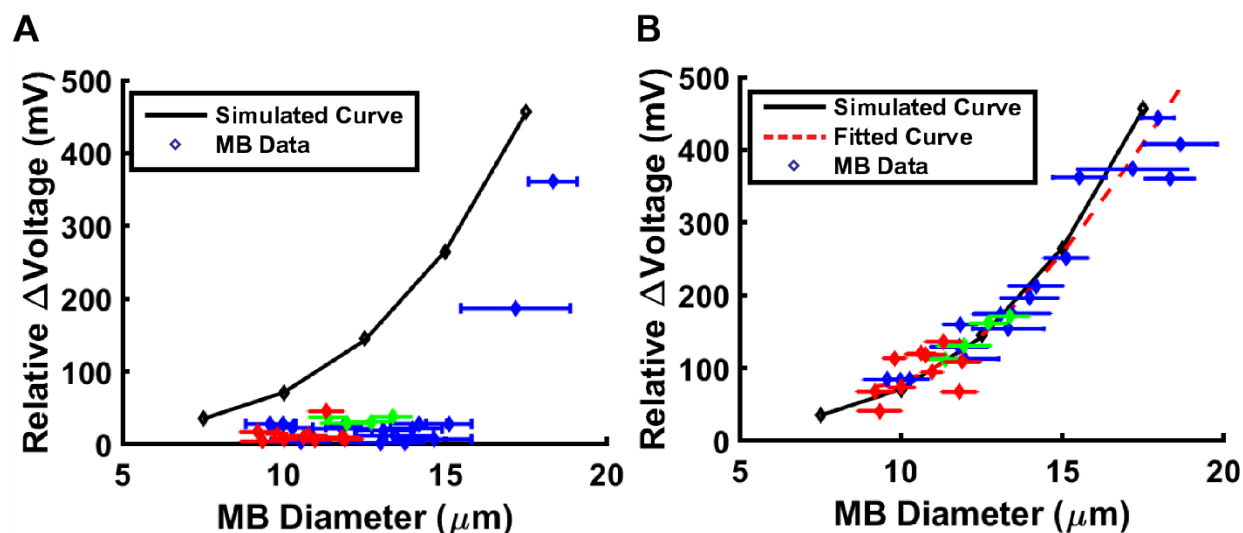 A
Relative ΔVoltage (mV)
500
400
300
200
100
0
Simulated Curve
MB Data
5
10
15
20
MB Diameter (μm)
B
Relative ΔVoltage (mV)
500
400
300
200
100
0
Simulated Curve
Fitted Curve
MB Data
5
10
15
20
MB Diameter (μm)